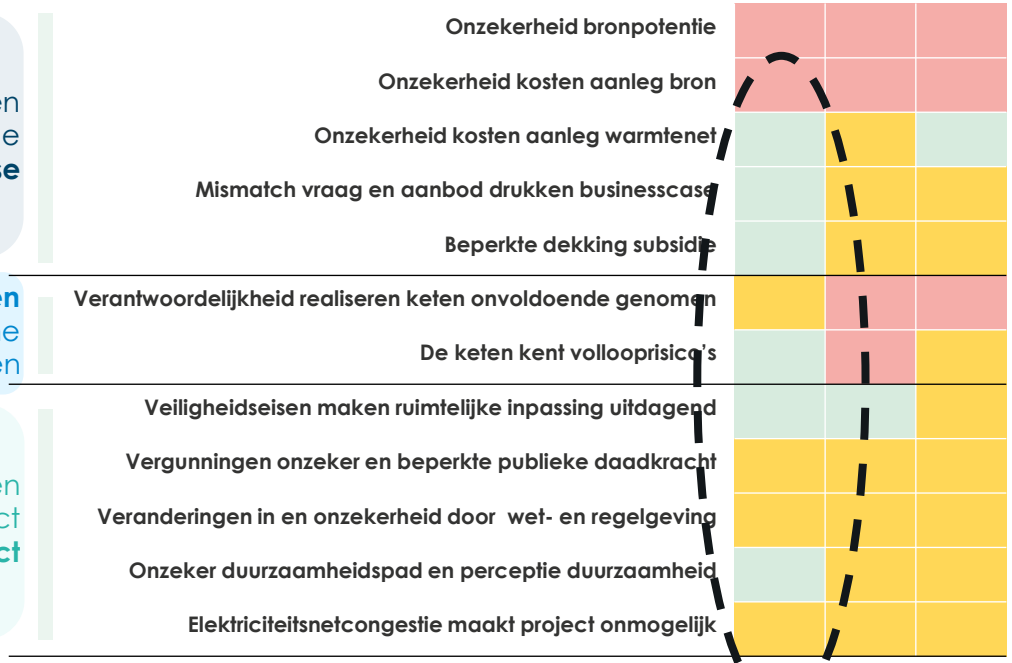 Onzekerheid bronpotentie
Onzekerheid kosten aanleg bron
Onzekerheid kosten aanleg warmtenet
Mismatch vraag en aanbod drukken businesscase
Beperkte dekking subsidie
Verantwoordelijkheid realiseren keten onvoldoende genomen
De keten kent vollooprisico's
Veiligheidseisen maken ruimtelijke inpassing uitdagend
Vergunningen onzeker en beperkte publieke daadkracht
Veranderingen in en onzekerheid door wet- en regelgeving
Onzeker duurzaamheidspad en perceptie duurzaamheid
Elektriciteitsnetcongestie maakt project onmogelijk